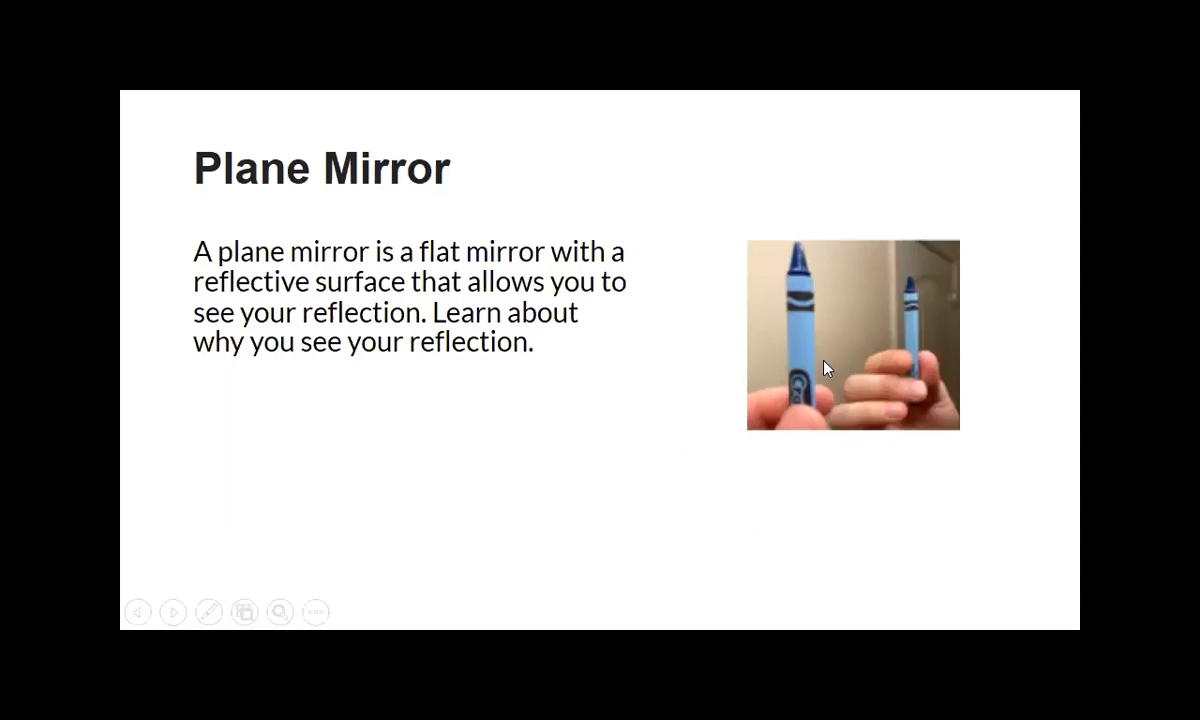 Plane Mirror
A plane mirror is a flat mirror with a
reflective surface that allows you to
see your reflection. Learn about
why you see your reflection.